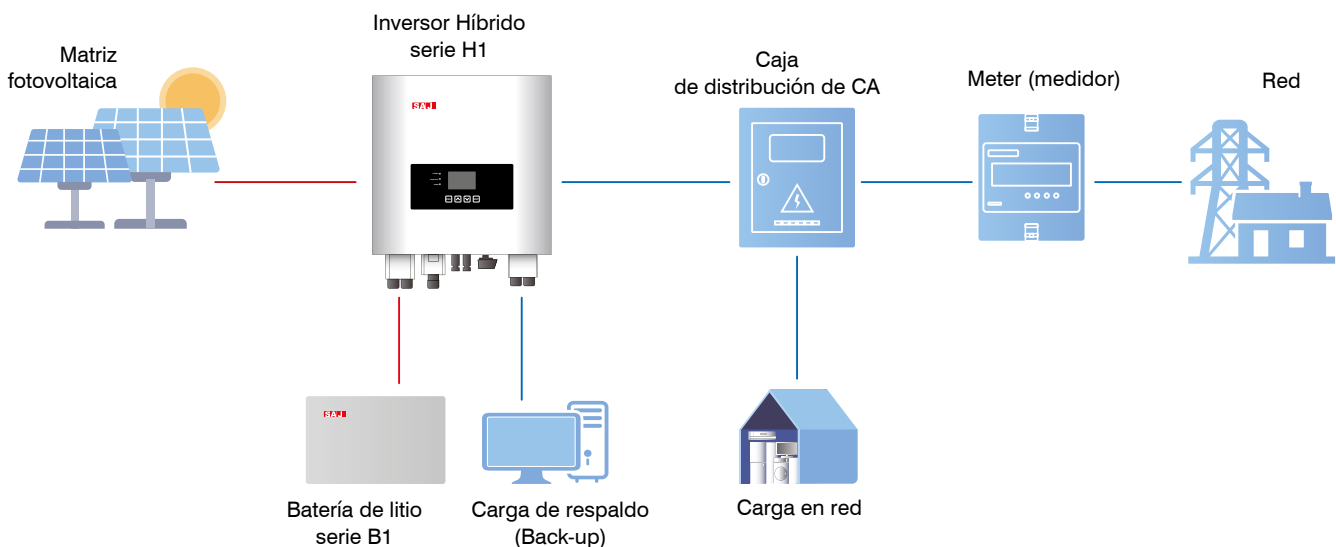 Matriz
fotovoltaica
Inversor Híbrido
serie H1
Caja
de distribución de CA
Meter (medidor)
Red
SAJ
SAJ
Batería de litio
serie B1
Carga de respaldo
(Back-up)
Carga en red